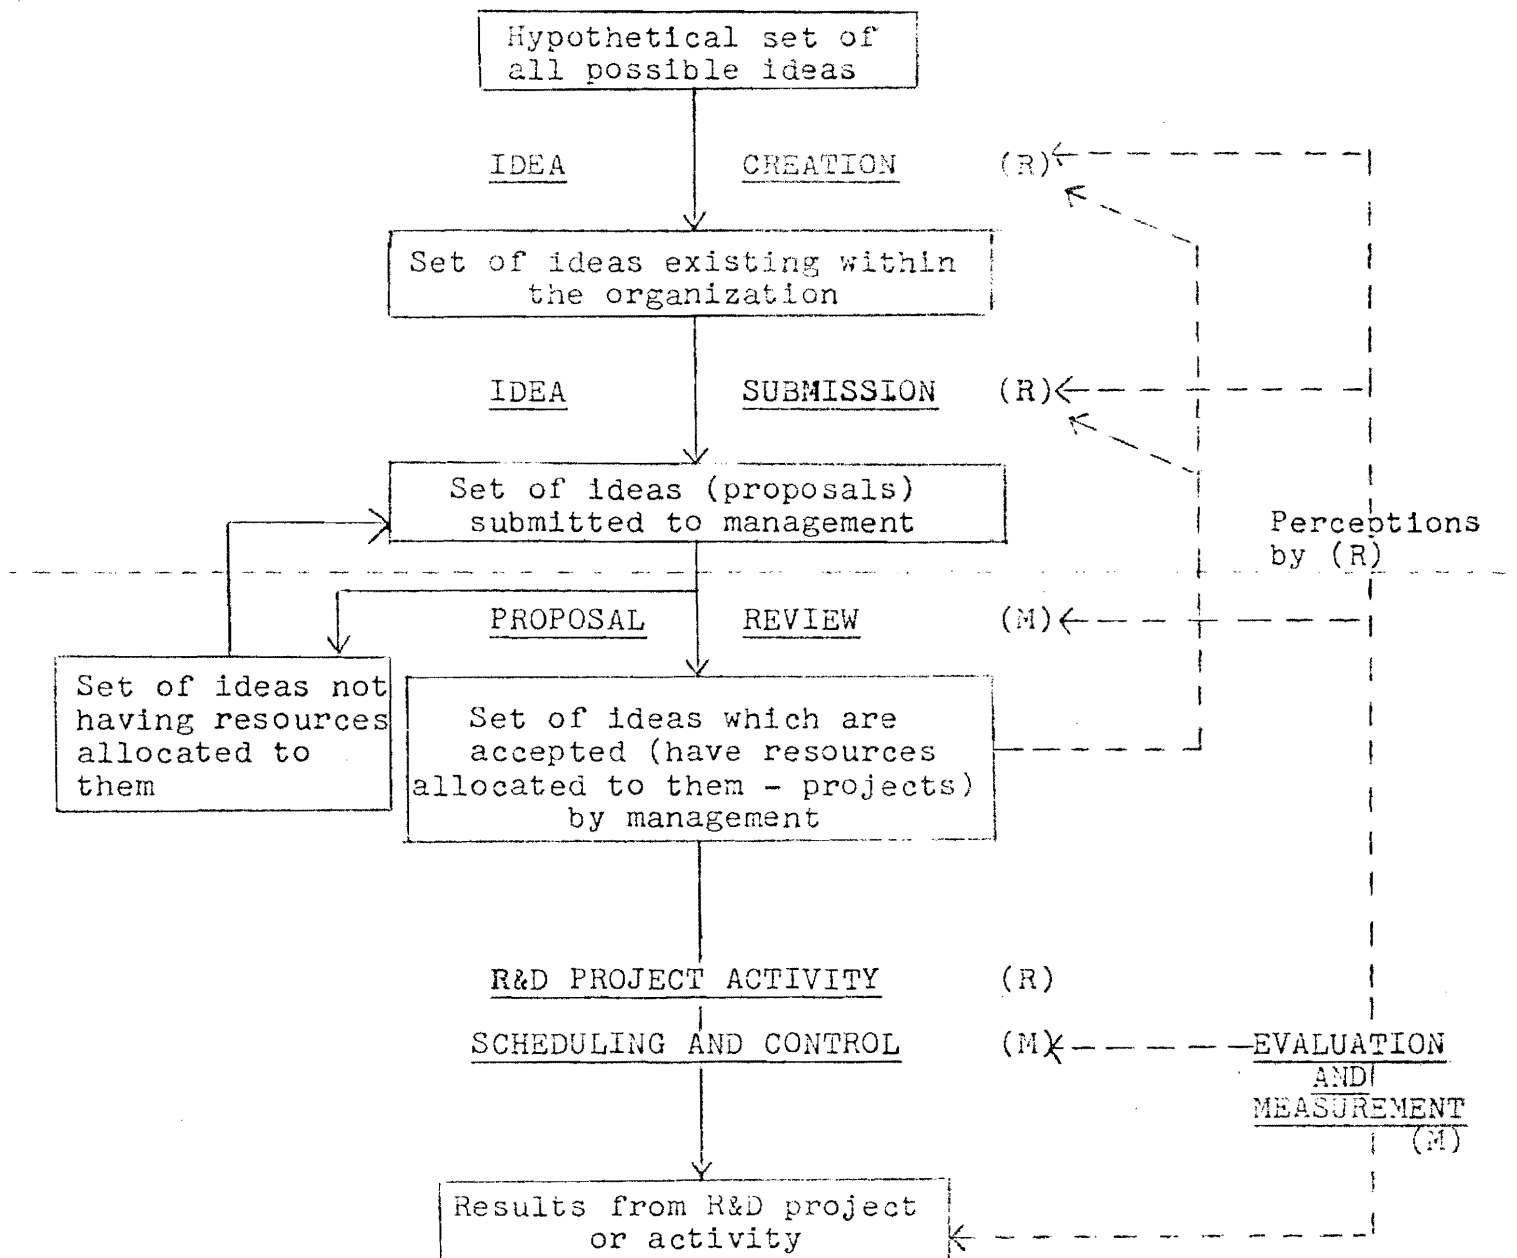 Hypothetical set of
all possible ideas
IDEA CREATION (R)
Set of ideas existing within
the organization
IDEA SUBMISSION (R)
Set of ideas (proposals)
submitted to management
Perceptions
by (R)
PROPOSAL REVIEW (M)
Set of ideas not
having resources
allocated to
them
Set of ideas which are
accepted (have resources
allocated to them - projects)
by management
R&D PROJECT ACTIVITY (R)
SCHEDULING AND CONTROL (M)
EVALUATION
AND
MEASUREMENT
(M)
Results from R&D project
or activity